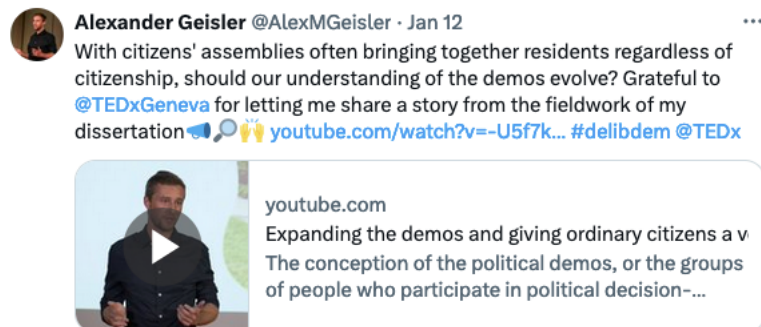 Alexander Geisler @AlexMGeisler · Jan 12
With citizens' assemblies often bringing together residents regardless of
citizenship, should our understanding of the demos evolve? Grateful to
@TEDxGeneva for letting me share a story from the fieldwork of my
dissertation📣🔎🙌 youtube.com/watch?v=-U5f7k... #delibdem @TEDx
youtube.com
Expanding the demos and giving ordinary citizens a
The conception of the political demos, or the groups
of people who participate in political decision-...